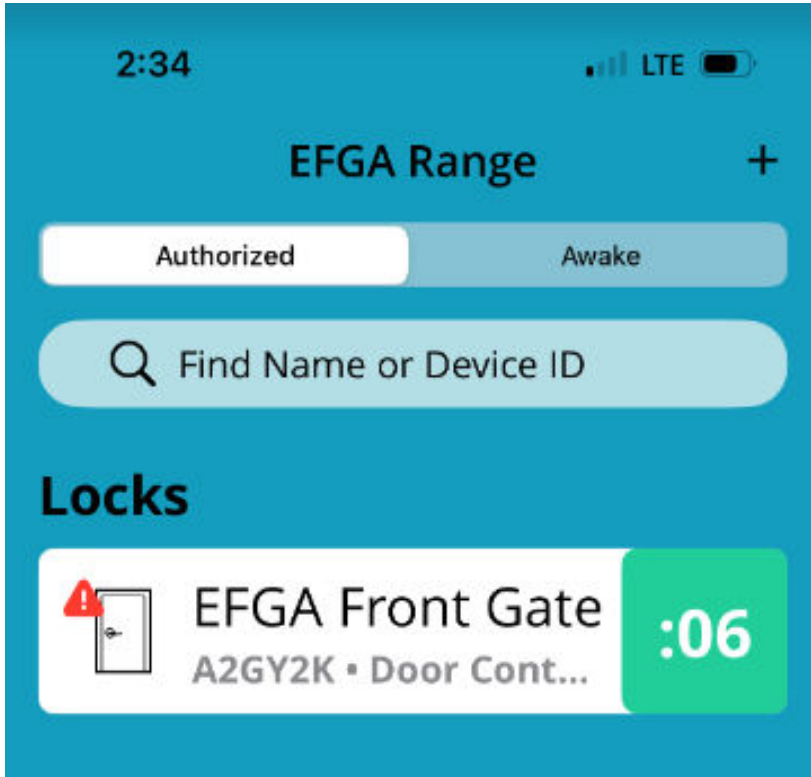 2:34 LTE
EFGA Range +
Authorized Awake
Find Name or Device ID
Locks
EFGA Front Gate :06
A2GY2K • Door Cont...